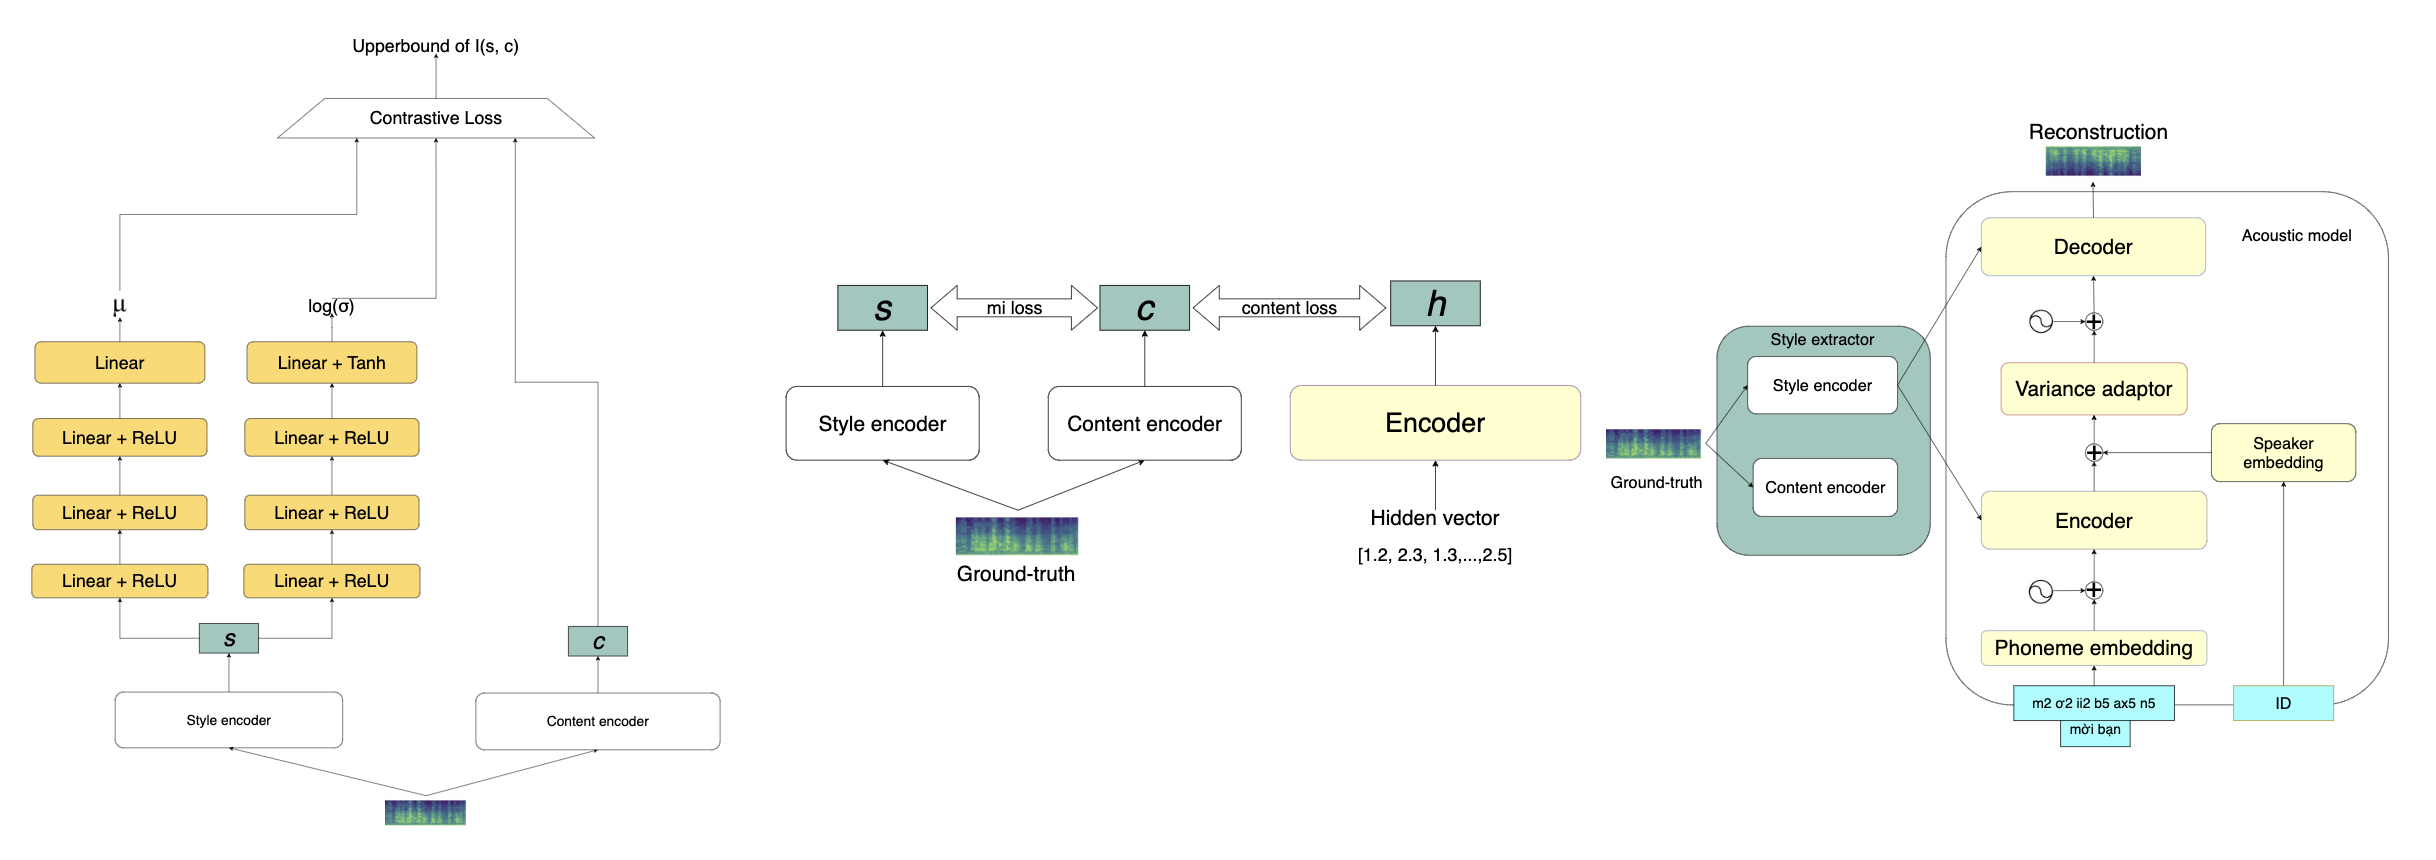 Upperbound of I(s, c)
Contrastive Loss
μ
log(σ)
Linear
Linear + Tanh
Linear + ReLU
Linear + ReLU
Linear + ReLU
Linear + ReLU
Linear + ReLU
Linear + ReLU
s
c
Style encoder
Content encoder
s
mi loss
c
content loss
h
Style encoder
Content encoder
Encoder
Ground-truth
Hidden vector
[1.2, 2.3, 1.3,...,2.5]
Reconstruction
Acoustic model
Decoder
Style extractor
Style encoder
Content encoder
Ground-truth
Variance adaptor
Speaker
embedding
Encoder
Phoneme embedding
m2 ơ2 ii2 b5 ax5 n5
mời bạn
ID